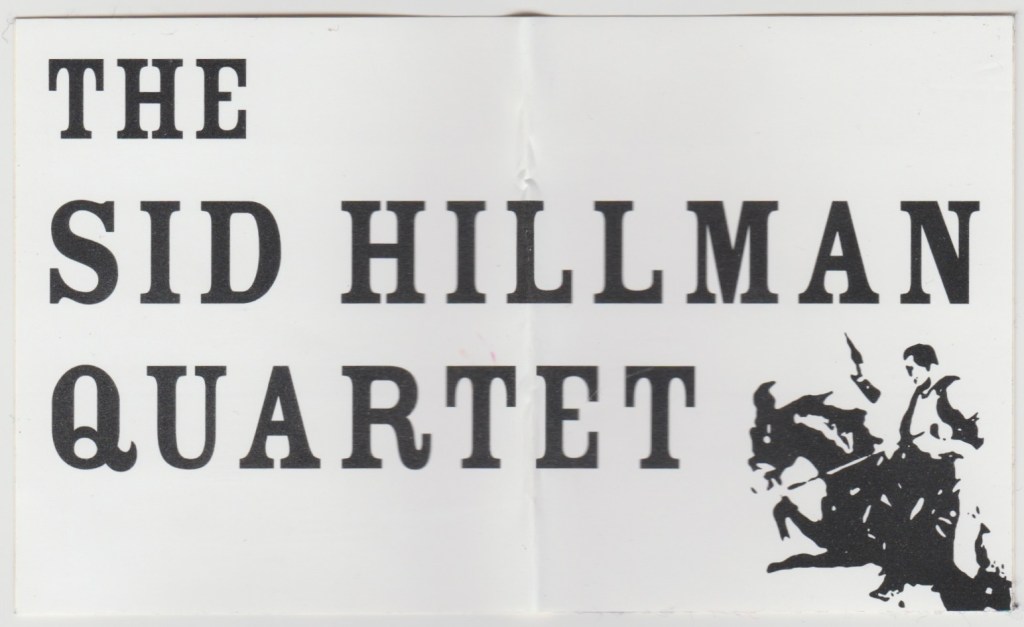 THE
SID HILLMAN
QUARTET